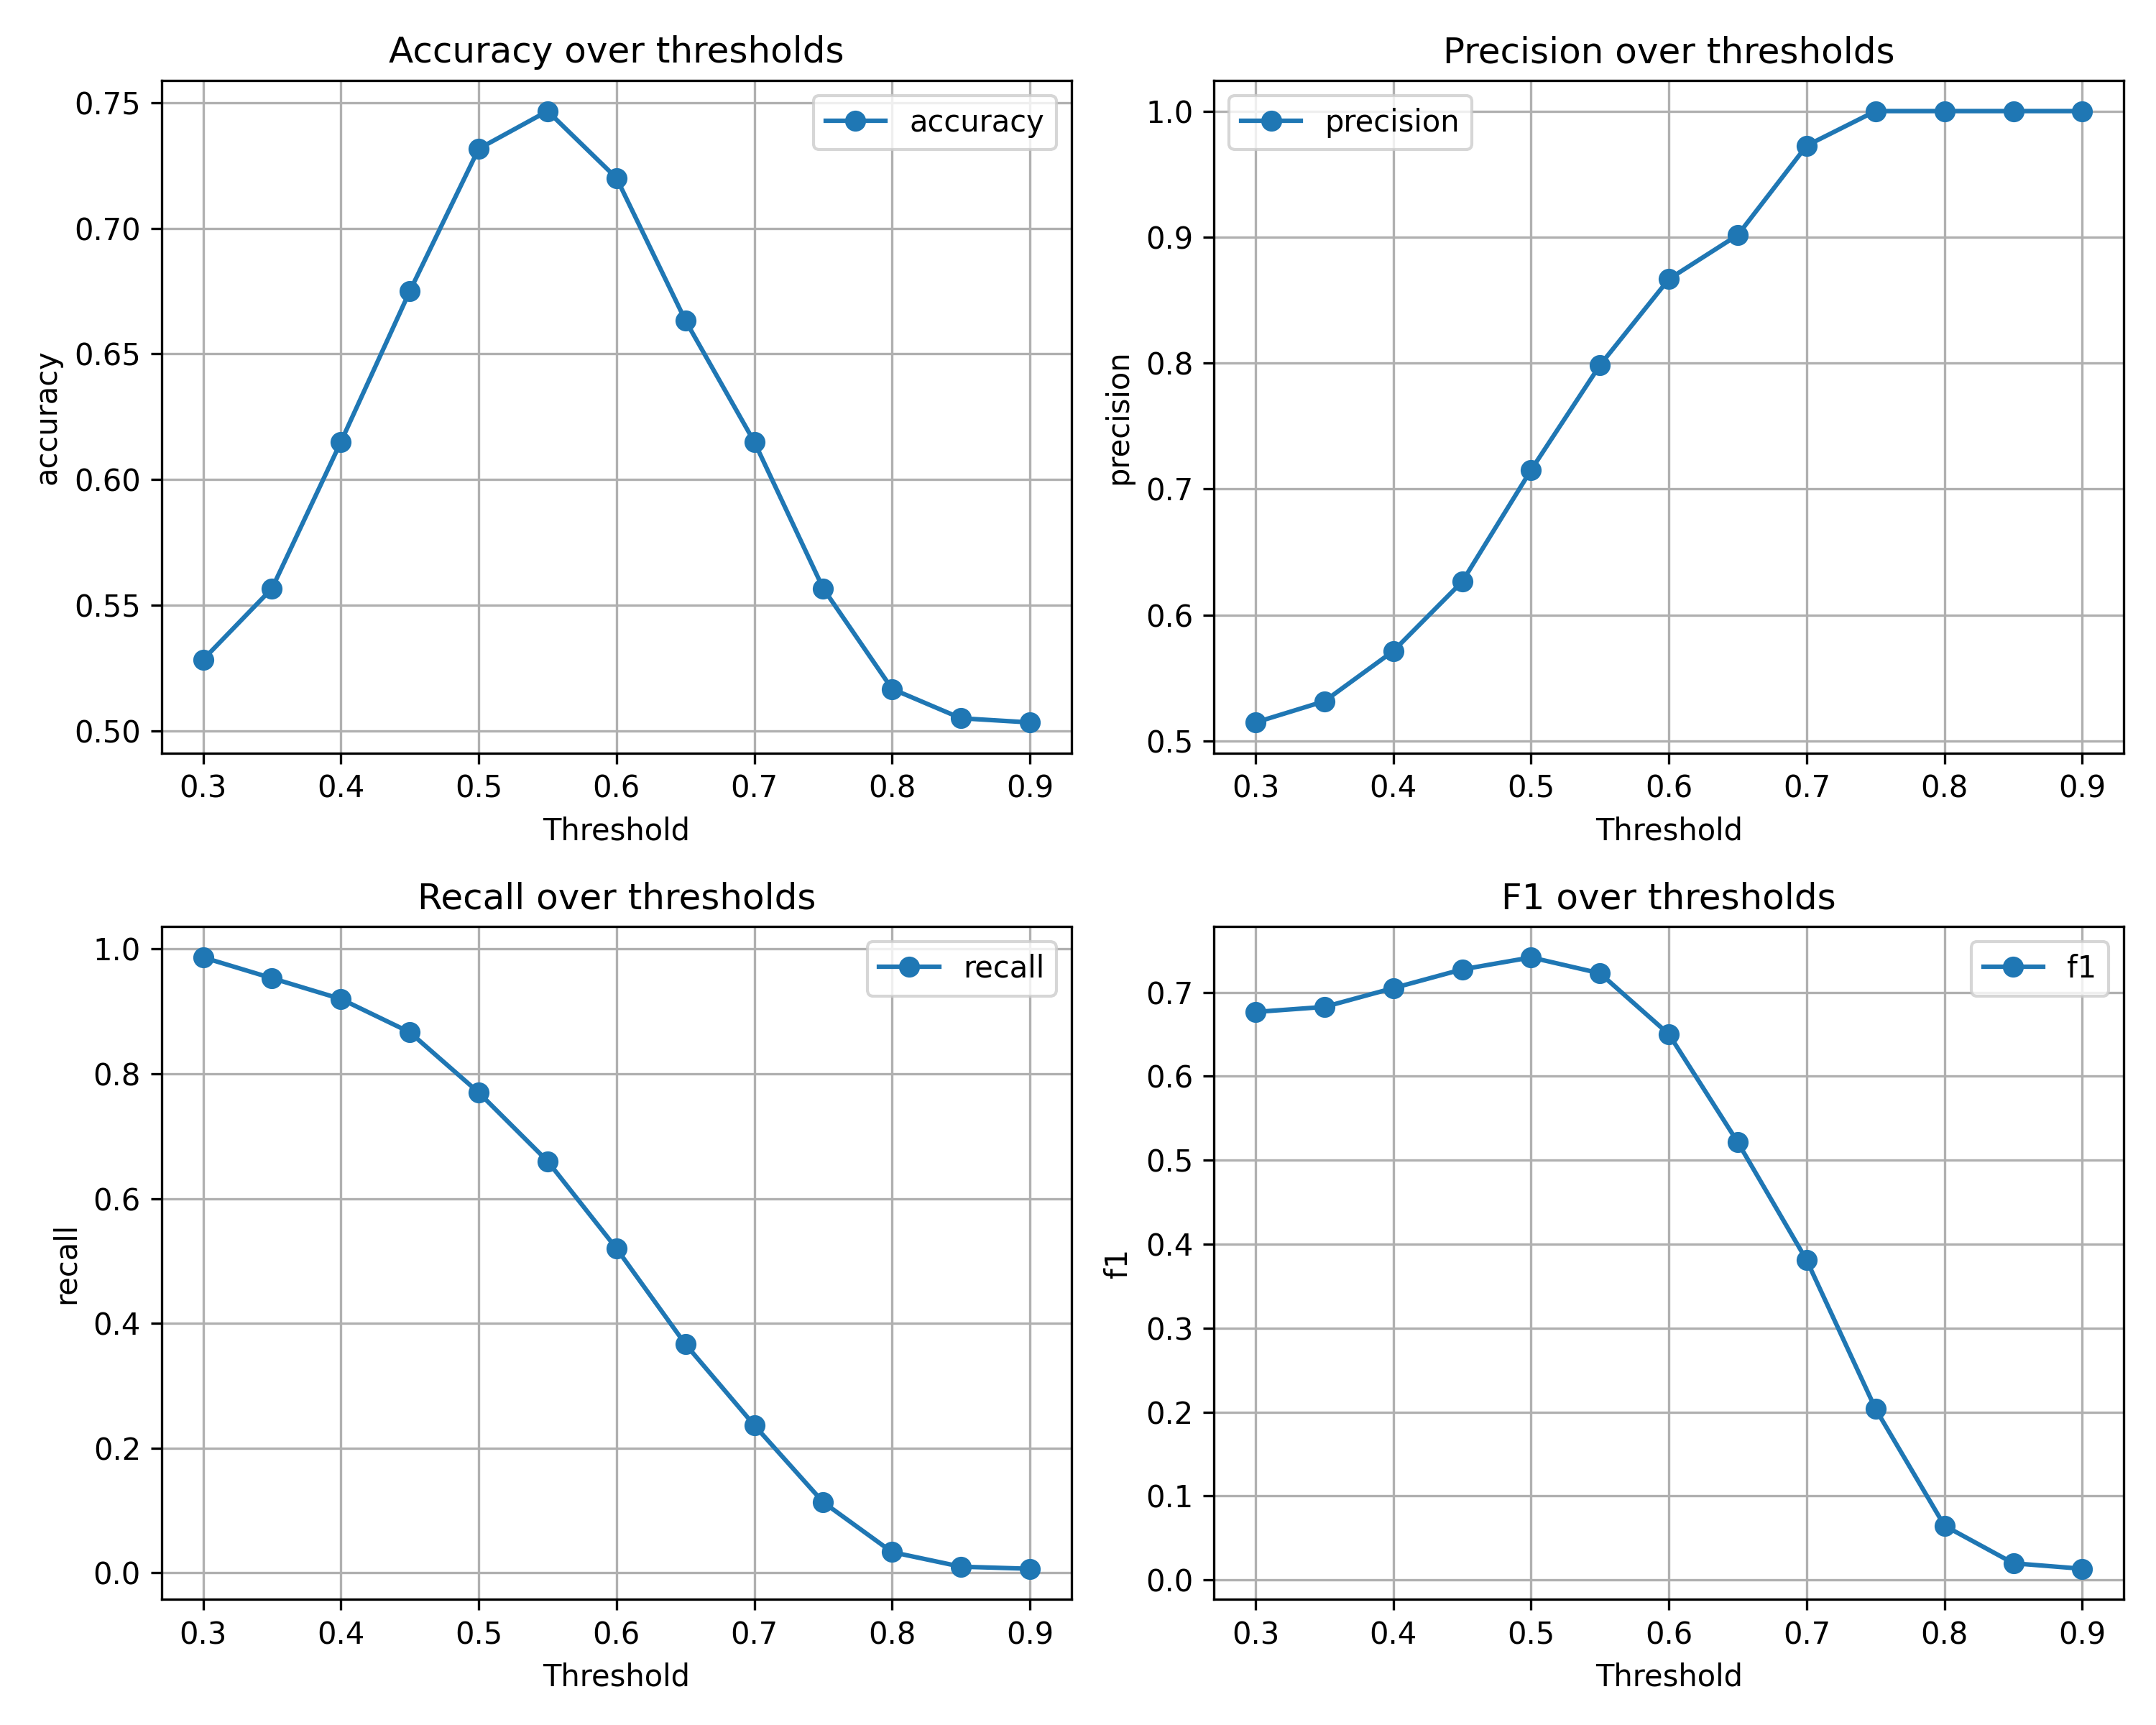 Accuracy over thresholds
accuracy
0.75
0.70
0.65
0.60
0.55
0.50
accuracy
0.3 0.4 0.5 0.6 0.7 0.8 0.9
Threshold
Precision over thresholds
precision
1.0
0.9
0.8
0.7
0.6
0.5
precision
0.3 0.4 0.5 0.6 0.7 0.8 0.9
Threshold
Recall over thresholds
recall
1.0
0.8
0.6
0.4
0.2
0.0
recall
0.3 0.4 0.5 0.6 0.7 0.8 0.9
Threshold
F1 over thresholds
f1
0.7
0.6
0.5
0.4
0.3
0.2
0.1
0.0
f1
0.3 0.4 0.5 0.6 0.7 0.8 0.9
Threshold